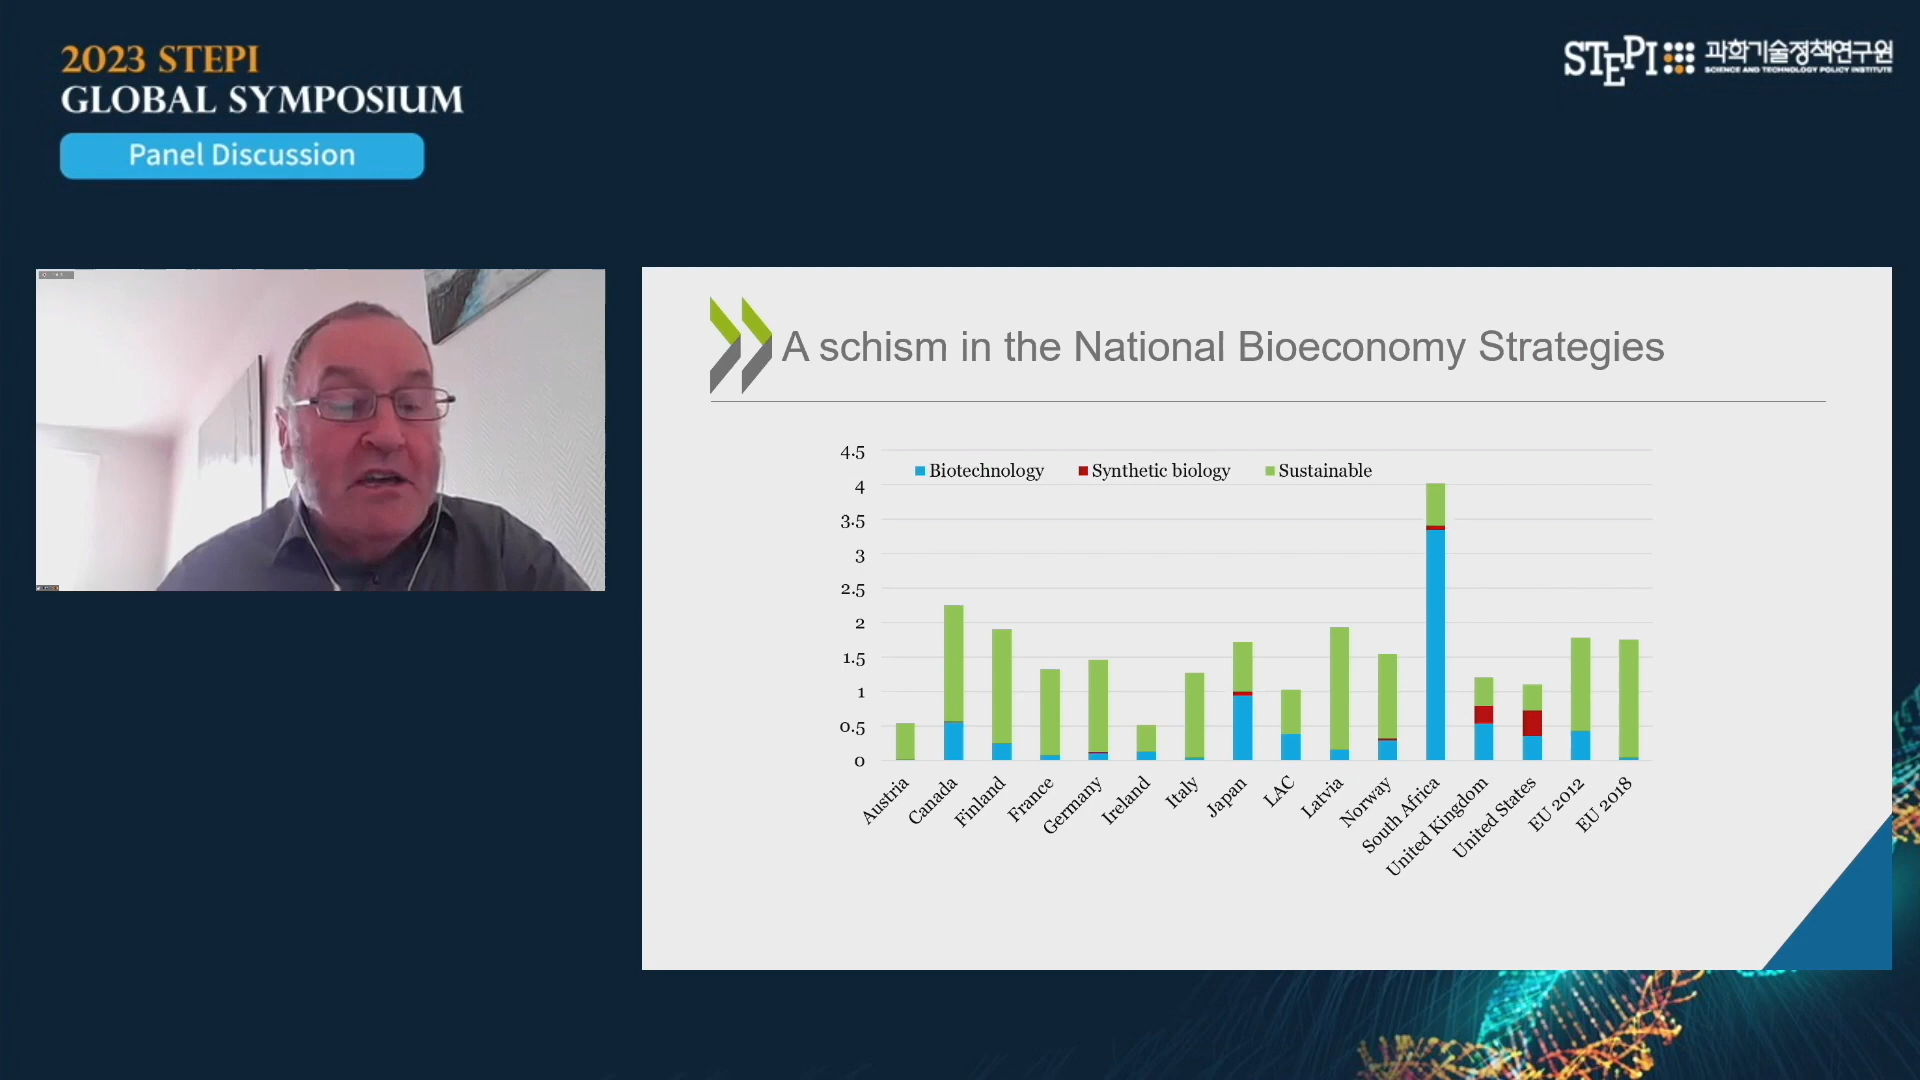 2023 STEPI
GLOBAL SYMPOSIUM
Panel Discussion
STEPI 과학기술정책연구원
SCIENCE AND TECHNOLOGY POLICY INSTITUTE
A schism in the National Bioeconomy Strategies
Biotechnology Synthetic biology Sustainable
4.5
4
3.5
3
2.5
2
1.5
1
0.5
0
Austria
Canada
Finland
France
Germany
Ireland
Italy
Japan
LAC
Latvia
Norway
South Africa
United Kingdom
United States
EU 2012
EU 2018